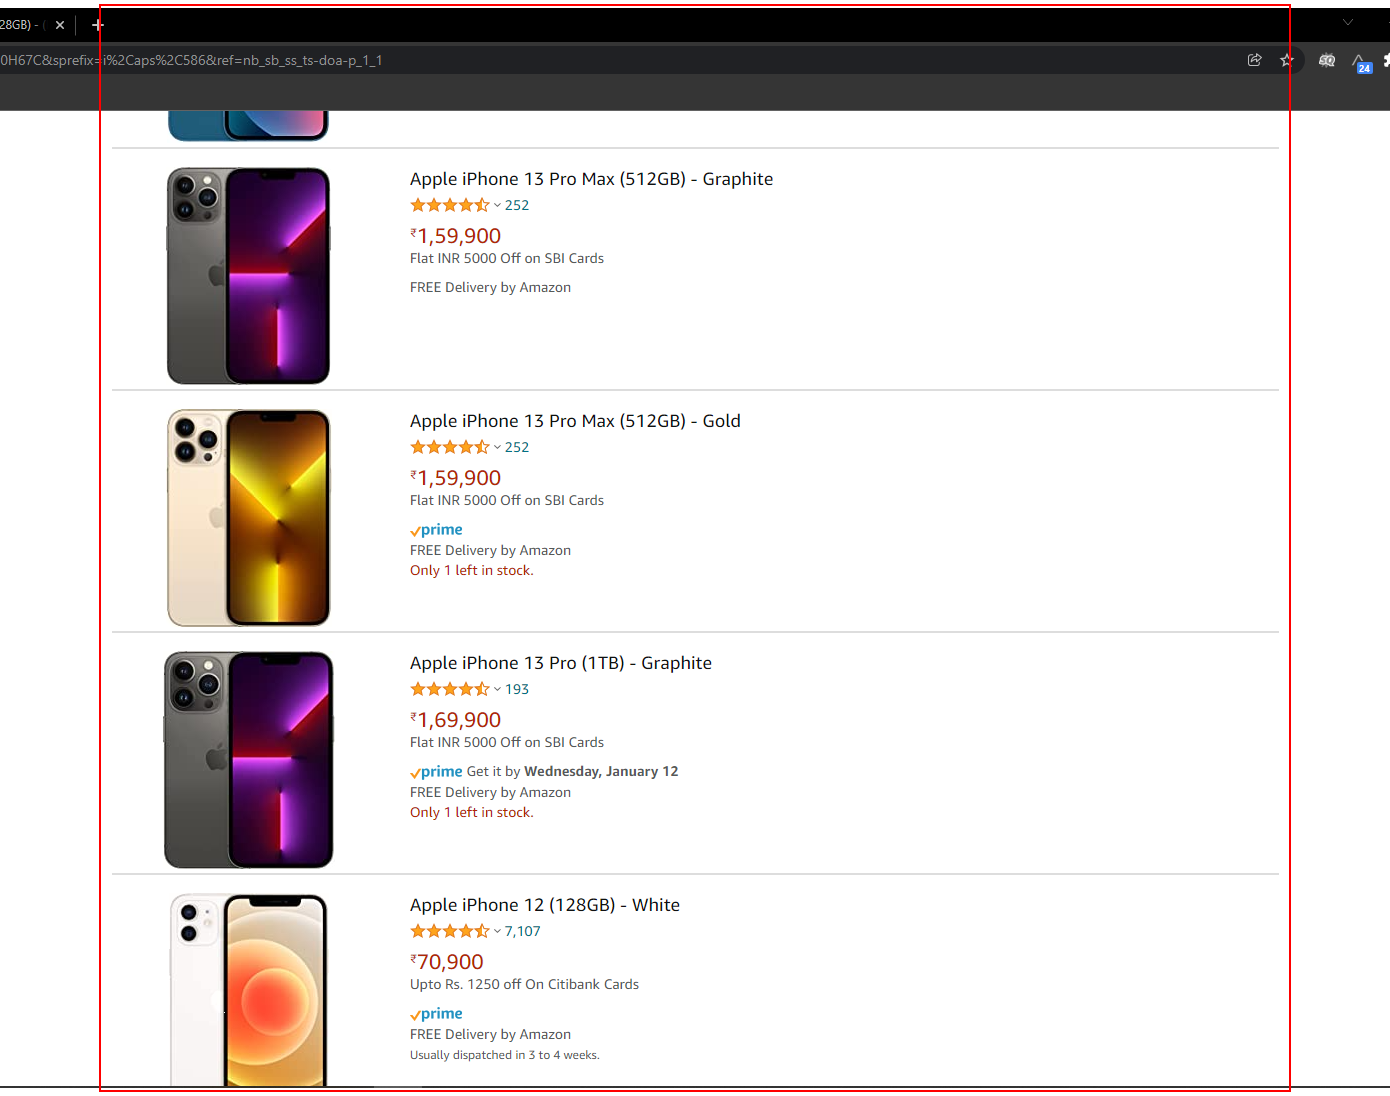 28GB) -
0H67C&sprefix=i%2Caps%2C586&ref=nb_sb_ss_ts-doa-p_1_1
24
Apple iPhone 13 Pro Max (512GB) - Graphite
252
₹1,59,900
Flat INR 5000 Off on SBI Cards
FREE Delivery by Amazon
Apple iPhone 13 Pro Max (512GB) - Gold
252
₹1,59,900
Flat INR 5000 Off on SBI Cards
prime
FREE Delivery by Amazon
Only 1 left in stock.
Apple iPhone 13 Pro (1TB) - Graphite
193
₹1,69,900
Flat INR 5000 Off on SBI Cards
prime Get it by Wednesday, January 12
FREE Delivery by Amazon
Only 1 left in stock.
Apple iPhone 12 (128GB) - White
7,107
₹70,900
Upto Rs. 1250 off On Citibank Cards
prime
FREE Delivery by Amazon
Usually dispatched in 3 to 4 weeks.